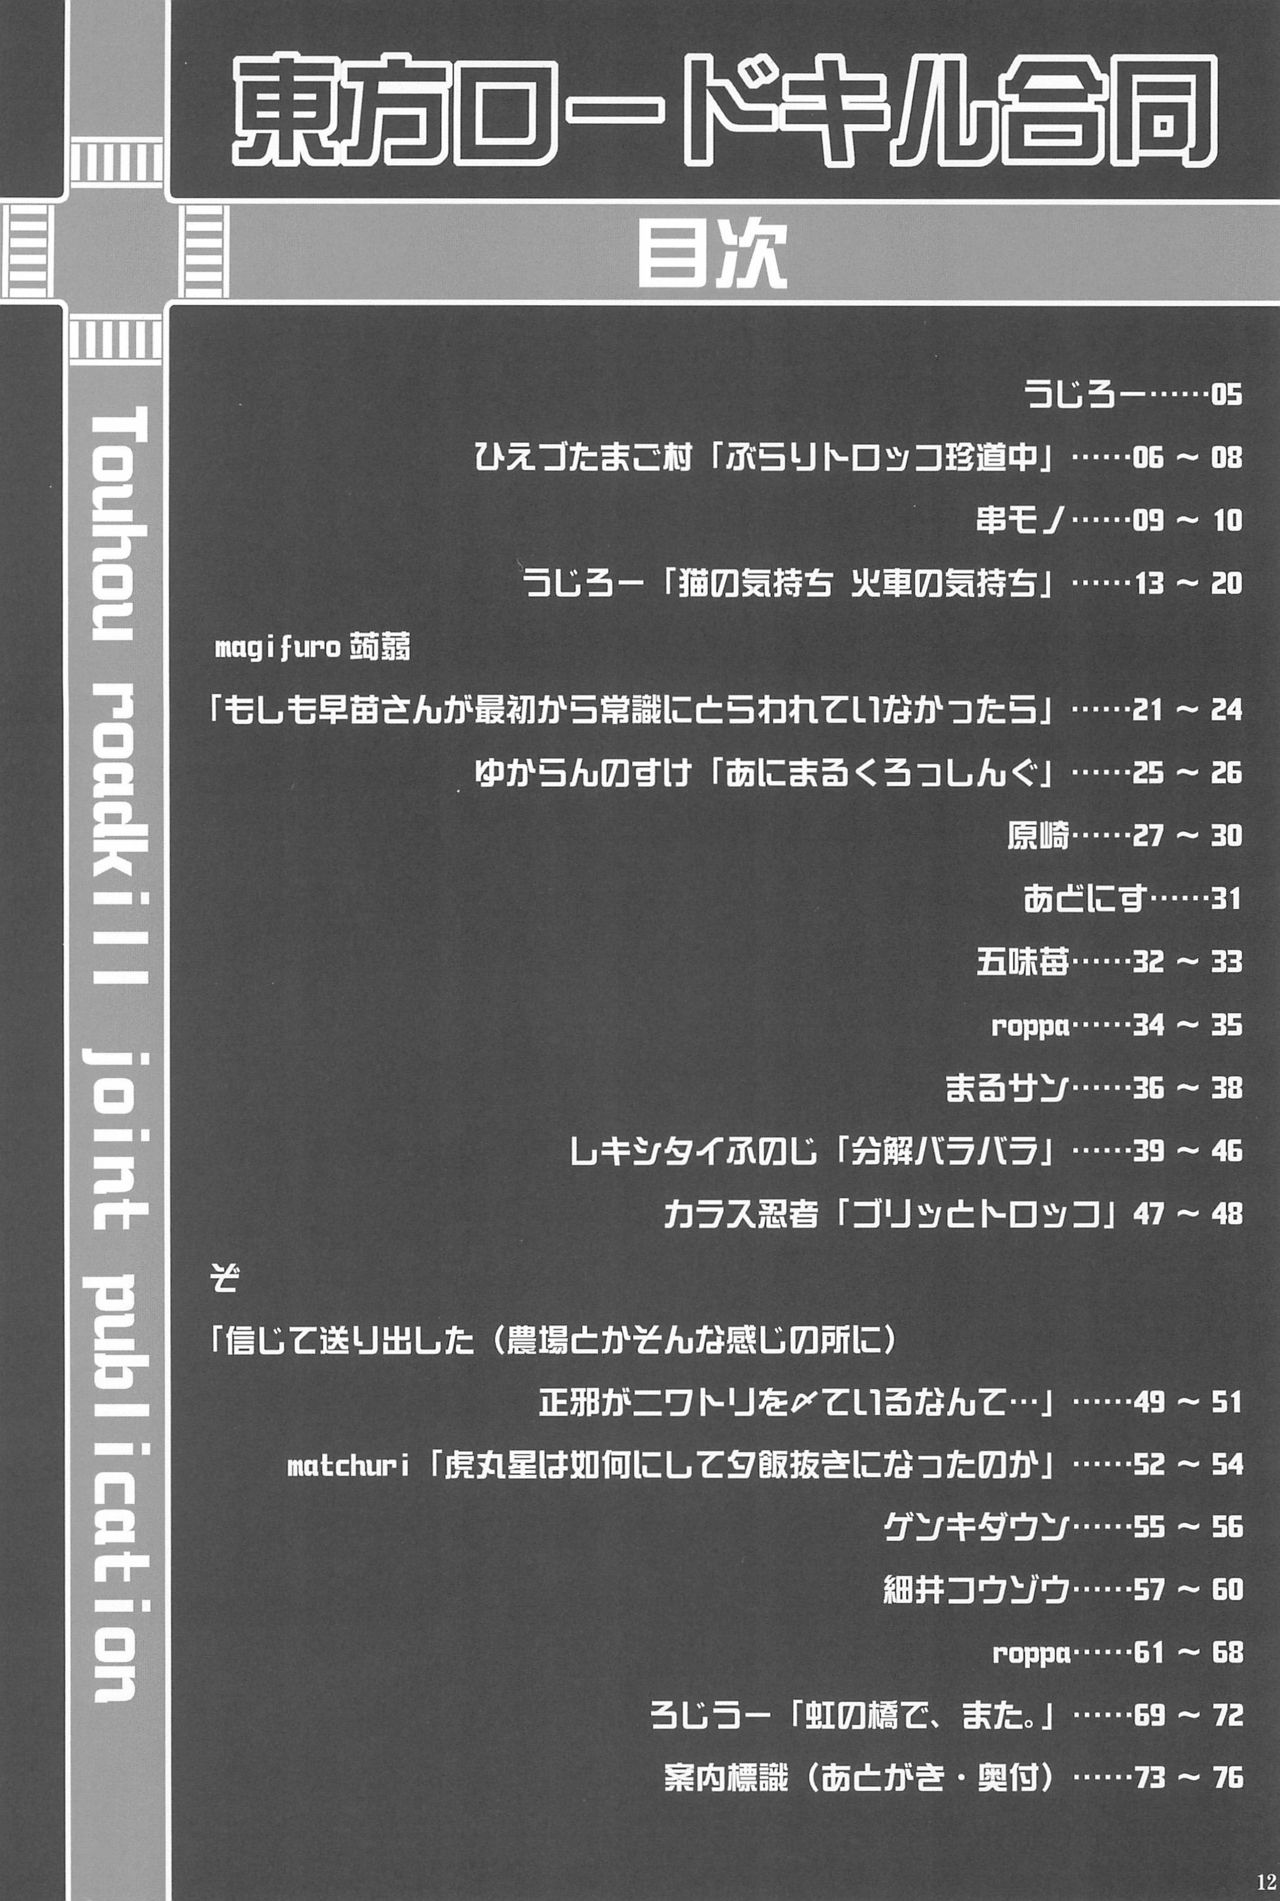 東方ロードキル合同
目次
うじろー……05
ひえづたまご村「ぶらりトロッコ珍道中」……06 ～ 08
串モノ……09 ～ 10
うじろー「猫の気持ち 火車の気持ち」……13 ～ 20
magifuro蒟蒻
「もしも早苗さんが最初から常識にとらわれていなかったら」……21 ～ 24
ゆからんのすけ「あにまるくろっしんぐ」……25 ～ 26
原崎……27 ～ 30
あどにす……31
五味苺……32 ～ 33
roppa……34 ～ 35
まるサン……36 ～ 38
レキシタイふのじ「分解バラバラ」……39 ～ 46
カラス忍者「ゴリッとトロッコ」47 ～ 48
ぞ
「信じて送り出した（農場とかそんな感じの所に）
正邪がニワトリを〆ているなんて…」……49 ～ 51
matchuri「虎丸星は如何にして夕飯抜きになったのか」……52 ～ 54
ゲンキダウン……55 ～ 56
細井コウゾウ……57 ～ 60
roppa……61 ～ 68
ろじうー「虹の橋で、また。」……69 ～ 72
案内標識（あとがき・奥付）……73 ～ 76
Touhou roadkill joint publication
12